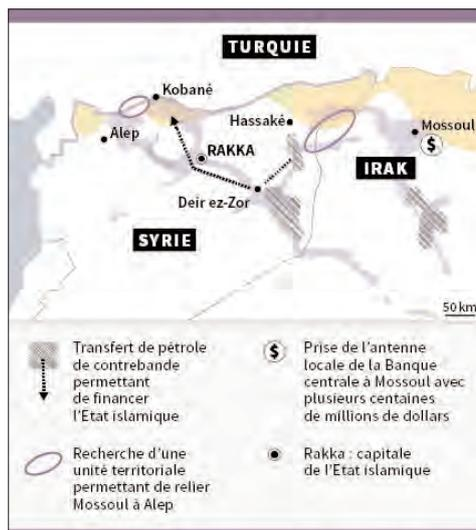 TURQUIE
Kobané
Alep
Hassaké
Mossoul
$
RAKKA
IRAK
Deir ez-Zor
SYRIE
50 km
Transfert de pétrole
de contrebande
permettant
de financer
l'Etat islamique
Recherche d'une
unité territoriale
permettant de relier
Mossoul à Alep
$
Prise de l'antenne
locale de la Banque
centrale à Mossoul avec
plusieurs centaines
de millions de dollars
Rakka : capitale
de l'Etat islamique